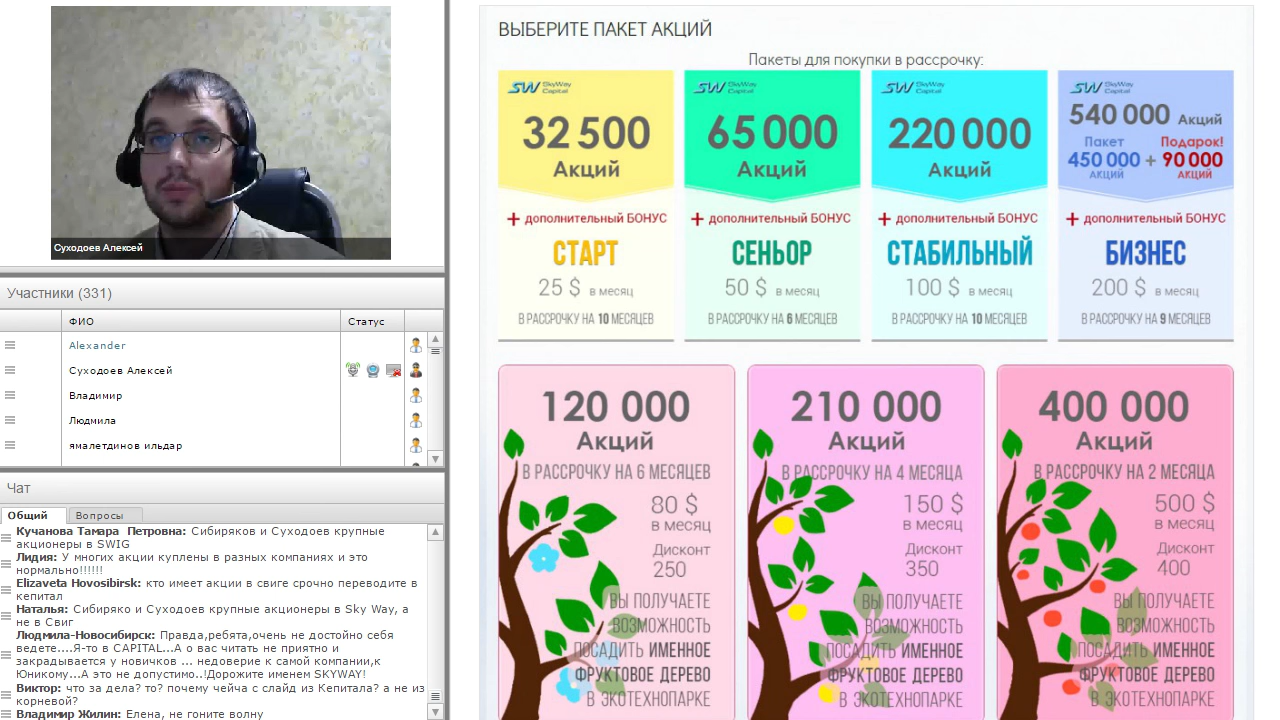 Суходоев Алексей
Участники (331)
ФИО
Статус
Alexander
Суходоев Алексей
Владимир
Людмила
ямалетдинов ильдар
Чат
Общий
Вопросы
Кучанова Тамара Петровна: Сибиряков и Суходоев крупные
акционеры в SWIG
Лидия: У многих акции куплены в разных компаниях и это
нормально!!!!!!
Elizaveta Hovosibirsk: кто имеет акции в свиге срочно переводите в
кепитал
Наталья: Сибиряко и Суходоев крупные акционеры в Sky Way, а
не в Свиг
Людмила-Новосибирск: Правда,ребята,очень не достойно себя
ведете....Я-то в CAPITAL...А о вас читать не приятно и
закрадывается у новичков ... недоверие к самой компании,к
Юникому...А это не допустимо..!Дорожите именем SKYWAY!
Виктор: что за дела? то? почему чейча с слайд из Кепитала? а не из
корневой?
Владимир Жилин: Елена, не гоните волну
ВЫБЕРИТЕ ПАКЕТ АКЦИЙ
Пакеты для покупки в рассрочку:
SW SkyWay
Capital
32 500
Акций
+ дополнительный БОНУС
СТАРТ
25 $ в месяц
В РАССРОЧКУ НА 10 МЕСЯЦЕВ
SW SkyWay
Capital
65 000
Акций
+ дополнительный БОНУС
СЕНЬОР
50 $ в месяц
В РАССРОЧКУ НА 6 МЕСЯЦЕВ
SW SkyWay
Capital
220 000
Акций
+ дополнительный БОНУС
СТАБИЛЬНЫЙ
100 $ в месяц
В РАССРОЧКУ НА 10 МЕСЯЦЕВ
SW SkyWay
Capital
540 000 Акций
Пакет Подарок!
450 000 + 90 000
АКЦИЙ АКЦИЙ
+ дополнительный БОНУС
БИЗНЕС
200 $ в месяц
В РАССРОЧКУ НА 9 МЕСЯЦЕВ
120 000
Акций
В РАССРОЧКУ НА 6 МЕСЯЦЕВ
80 $
в месяц
Дисконт
250
ВЫ ПОЛУЧАЕТЕ
ВОЗМОЖНОСТЬ
ПОСАДИТЬ ИМЕННОЕ
ФРУКТОВОЕ ДЕРЕВО
В ЭКОТЕХНОПАРКЕ
210 000
Акций
В РАССРОЧКУ НА 4 МЕСЯЦА
150 $
в месяц
Дисконт
350
ВЫ ПОЛУЧАЕТЕ
ВОЗМОЖНОСТЬ
ПОСАДИТЬ ИМЕННОЕ
ФРУКТОВОЕ ДЕРЕВО
В ЭКОТЕХНОПАРКЕ
400 000
Акций
В РАССРОЧКУ НА 2 МЕСЯЦА
500 $
в месяц
Дисконт
400
ВЫ ПОЛУЧАЕТЕ
ВОЗМОЖНОСТЬ
ПОСАДИТЬ ИМЕННОЕ
ФРУКТОВОЕ ДЕРЕВО
В ЭКОТЕХНОПАРКЕ